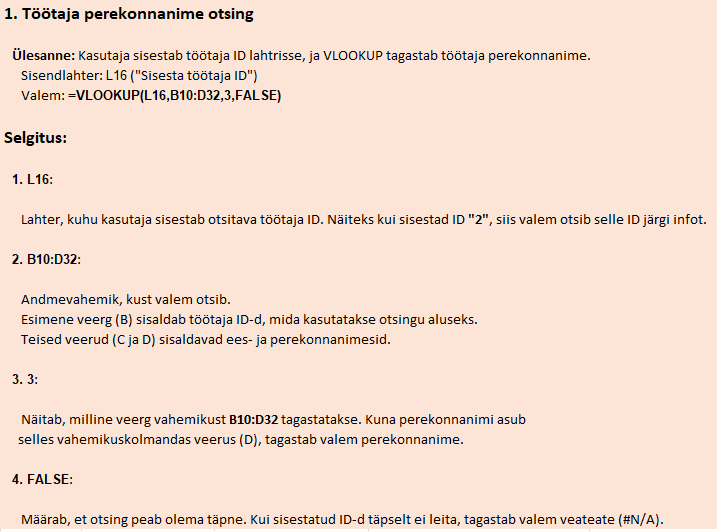 1. Töötaja perekonnanime otsing
Ülesanne: Kasutaja sisestab töötaja ID lahtrisse, ja VLOOKUP tagastab töötaja perekonnanime.
Sisendlahter: L16 ("Sisesta töötaja ID")
Valem: =VLOOKUP(L16,B10:D32,3,FALSE)
Selgitus:
1. L16:
Lahter, kuhu kasutaja sisestab otsitava töötaja ID. Näiteks kui sisestad ID "2", siis valem otsib selle ID järgi infot.
2. B10:D32:
Andmevahemik, kust valem otsib.
Esimene veerg (B) sisaldab töötaja ID-d, mida kasutatakse otsingu aluseks.
Teised veerud (C ja D) sisaldavad ees- ja perekonnanimesid.
3. 3:
Näitab, milline veerg vahemikust B10:D32 tagastatakse. Kuna perekonnanimi asub
selles vahemikuskolmandas veerus (D), tagastab valem perekonnanime.
4. FALSE:
Määrab, et otsing peab olema täpne. Kui sisestatud ID-d täpselt ei leita, tagastab valem veateate (#N/A).